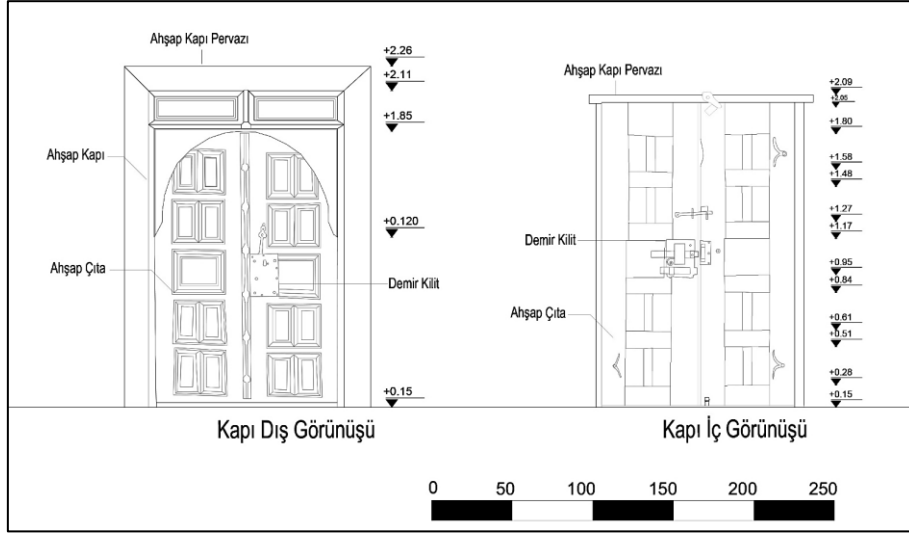 Ahşap Kapı Pervazı
+2.26
+2.11
+1.85
Ahşap Kapı
+0.120
Ahşap Çıta
Demir Kilit
+0.15
Kapı Dış Görünüşü
Ahşap Kapı Pervazı
+2.09
+2.05
+1.80
+1.58
+1.48
+1.27
+1.17
Demir Kilit
+0.95
+0.84
Ahşap Çıta
+0.61
+0.51
+0.28
+0.15
Kapı İç Görünüşü
0 50 100 150 200 250